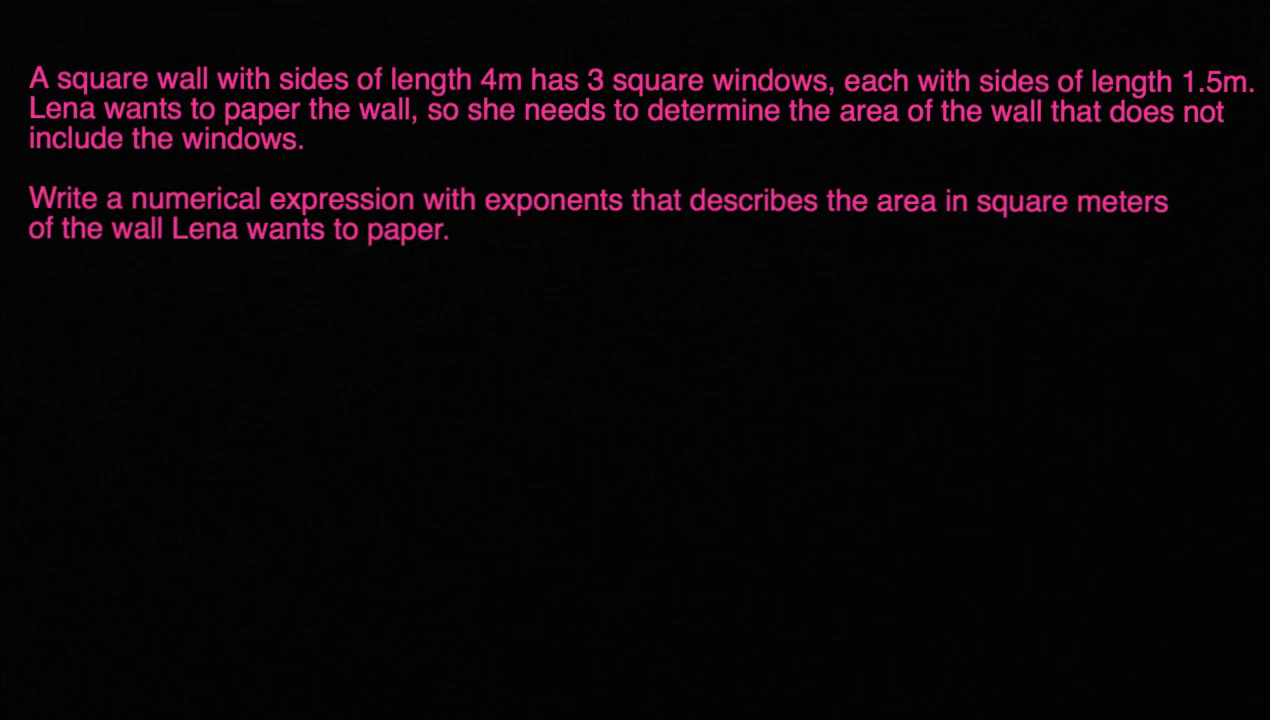 A square wall with sides of length 4m has 3 square windows, each with sides of length 1.5m.
Lena wants to paper the wall, so she needs to determine the area of the wall that does not
include the windows.
Write a numerical expression with exponents that describes the area in square meters
of the wall Lena wants to paper.